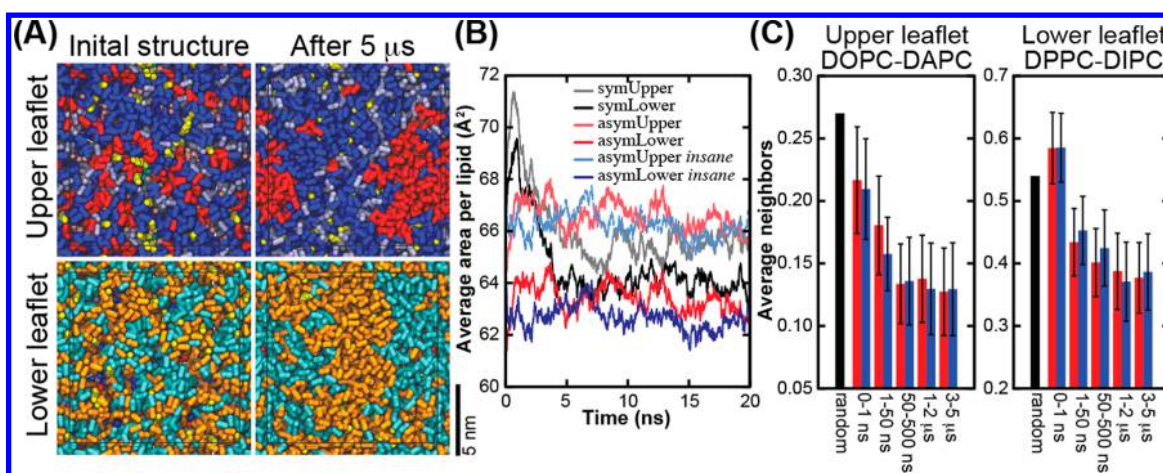 (A)
Inital structure
After 5 μs
Upper leaflet
Lower leaflet
5 nm
(B)
Average area per lipid (Å²)
72
70
68
66
64
62
60
symUpper
symLower
asymUpper
asymLower
asymUpper insane
asymLower insane
0
5
10
15
20
Time (ns)
(C)
Upper leaflet
DOPC-DAPC
Average neighbors
0.30
0.25
0.20
0.15
0.10
0.05
random
0-1 ns
1-50 ns
50-500 ns
1-2 μs
3-5 μs
Lower leaflet
DPPC-DIPC
0.7
0.6
0.5
0.4
0.3
0.2
random
0-1 ns
1-50 ns
50-500 ns
1-2 μs
3-5 μs